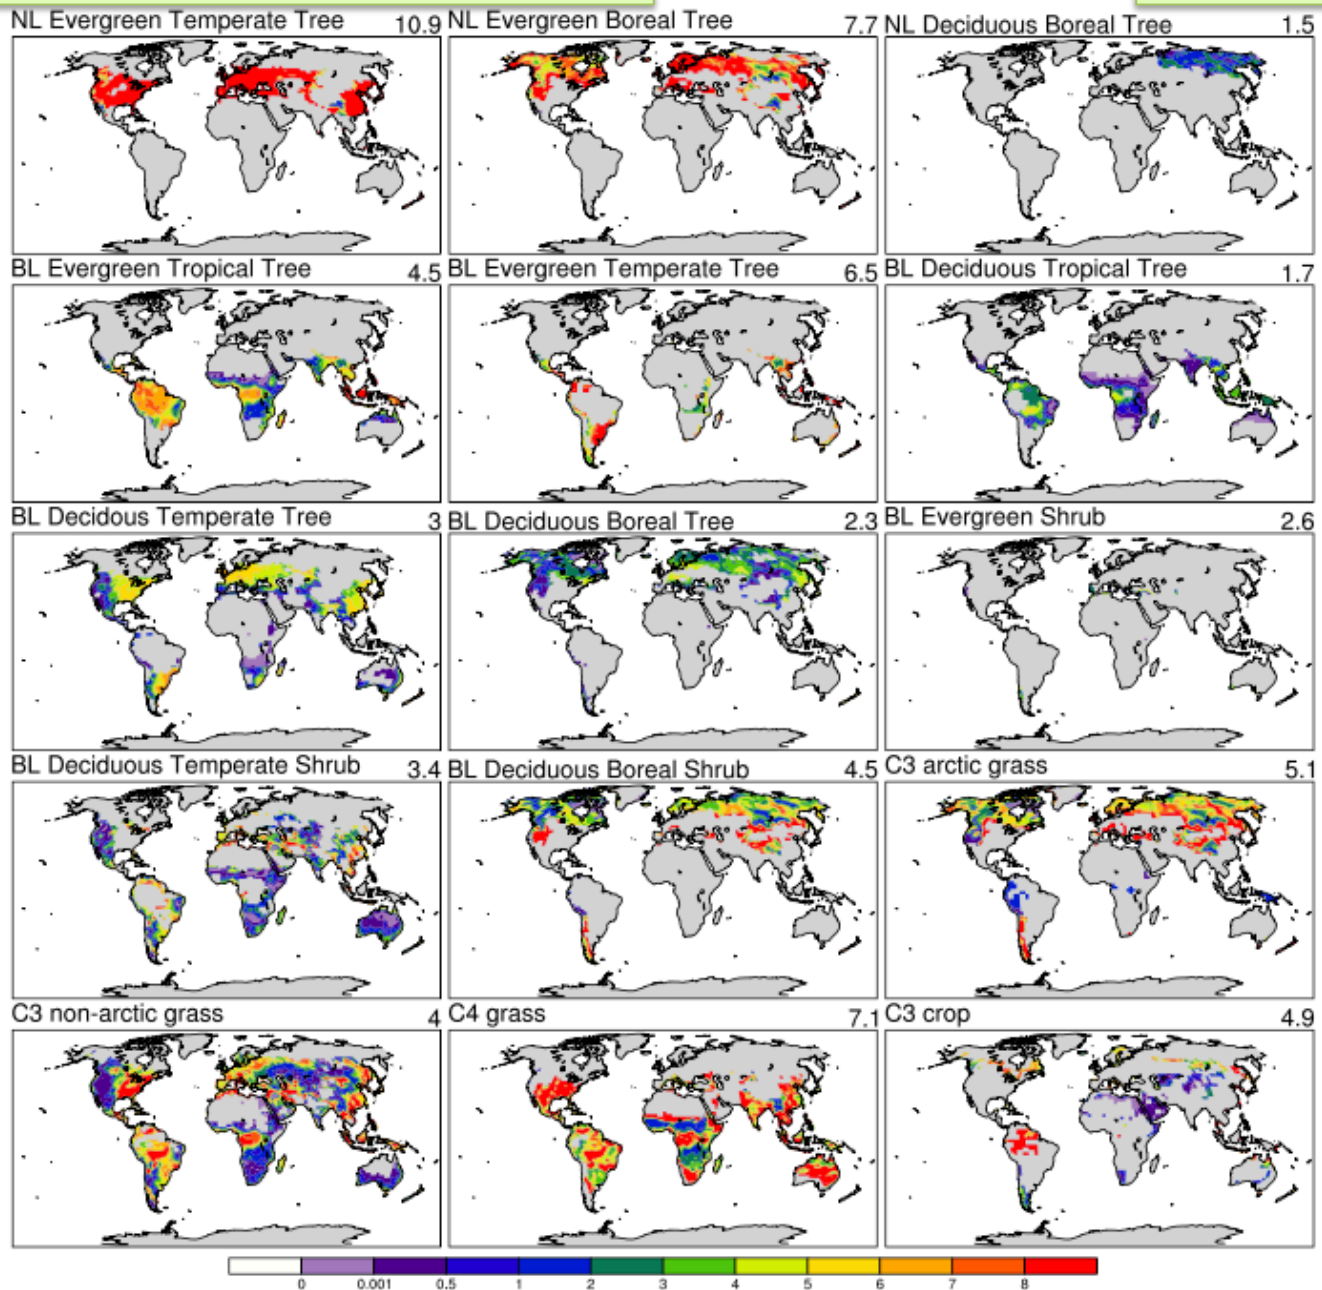 NL Evergreen Temperate Tree 10.9 NL Evergreen Boreal Tree 7.7 NL Deciduous Boreal Tree 1.5
BL Evergreen Tropical Tree 4.5 BL Evergreen Temperate Tree 6.5 BL Deciduous Tropical Tree 1.7
BL Decidous Temperate Tree 3 BL Deciduous Boreal Tree 2.3 BL Evergreen Shrub 2.6
BL Deciduous Temperate Shrub 3.4 BL Deciduous Boreal Shrub 4.5 C3 arctic grass 5.1
C3 non-arctic grass 4 C4 grass 7.1 C3 crop 4.9
0 0.001 0.5 1 2 3 4 5 6 7 8